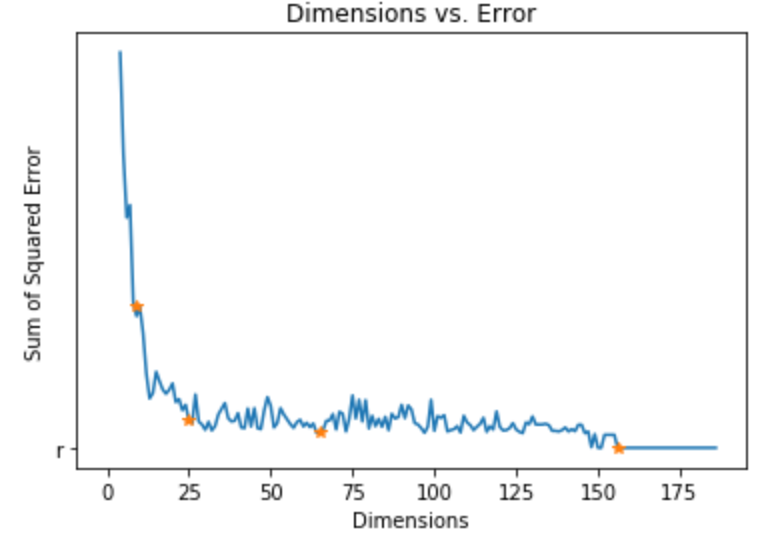 Dimensions vs. Error
Sum of Squared Error
r
0 25 50 75 100 125 150 175
Dimensions